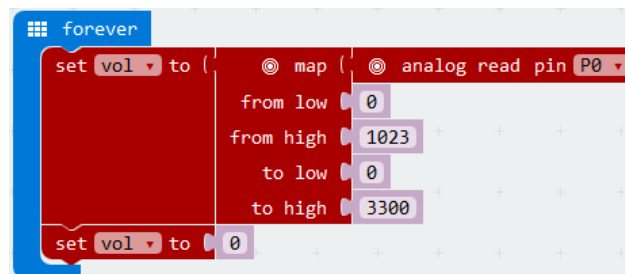 forever
set vol to ( map ( analog read pin P0
from low 0
from high 1023
to low 0
to high 3300
set vol to 0